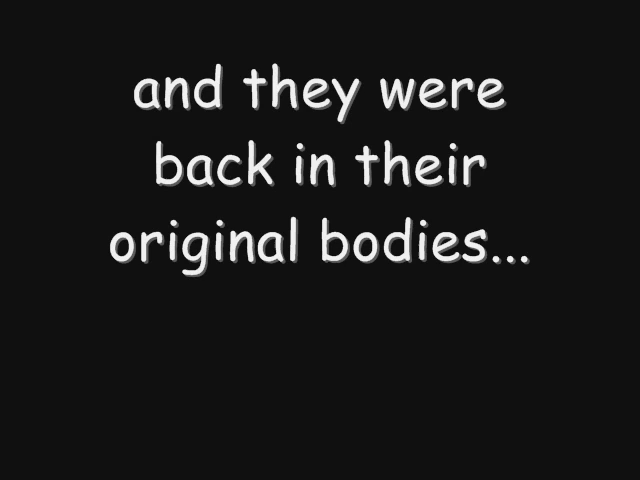 and they were
back in their
original bodies...